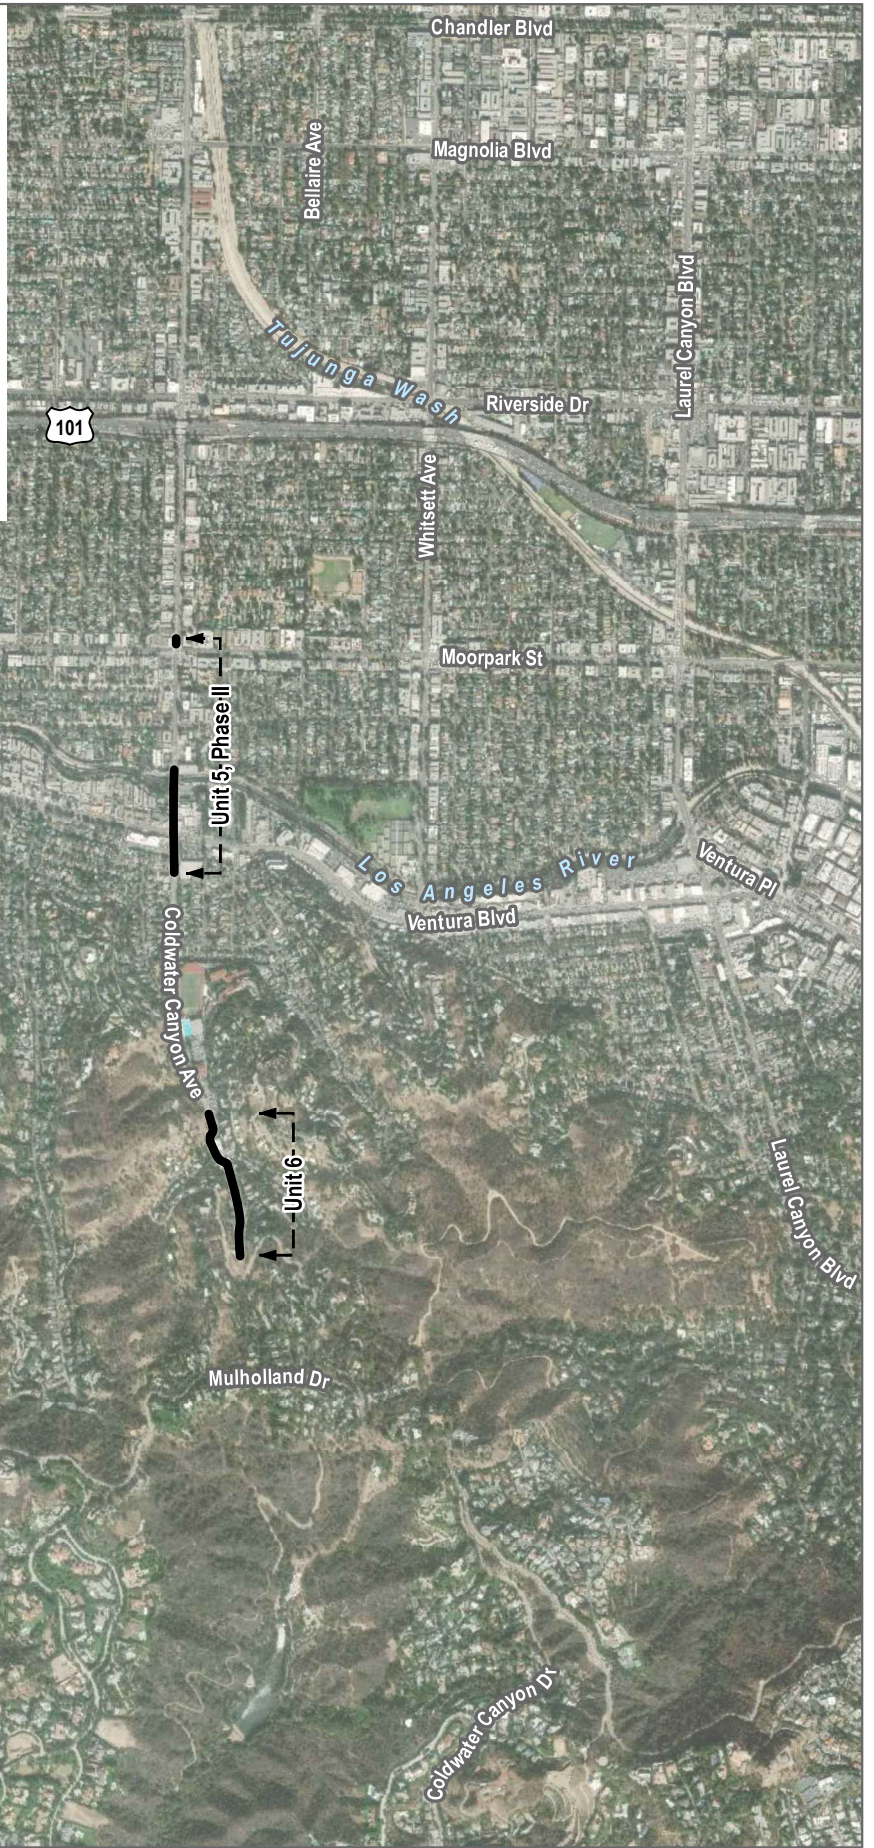 Chandler Blvd
Magnolia Blvd
Bellaire Ave
Laurel Canyon Blvd
Tujunga Wash
Riverside Dr
101
Whitsett Ave
Moorpark St
Unit 5, Phase II
Los Angeles River
Ventura Pl
Ventura Blvd
Coldwater Canyon Ave
Unit 6
Laurel Canyon Blvd
Mulholland Dr
Coldwater Canyon Dr